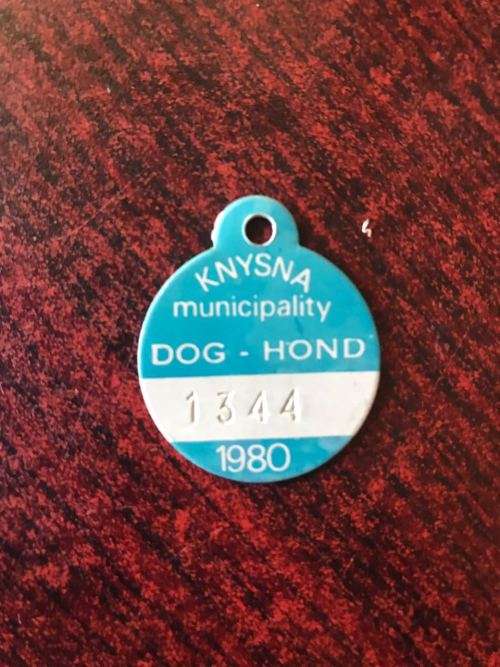 KNYSNA
municipality
DOG - HOND
1344
1980